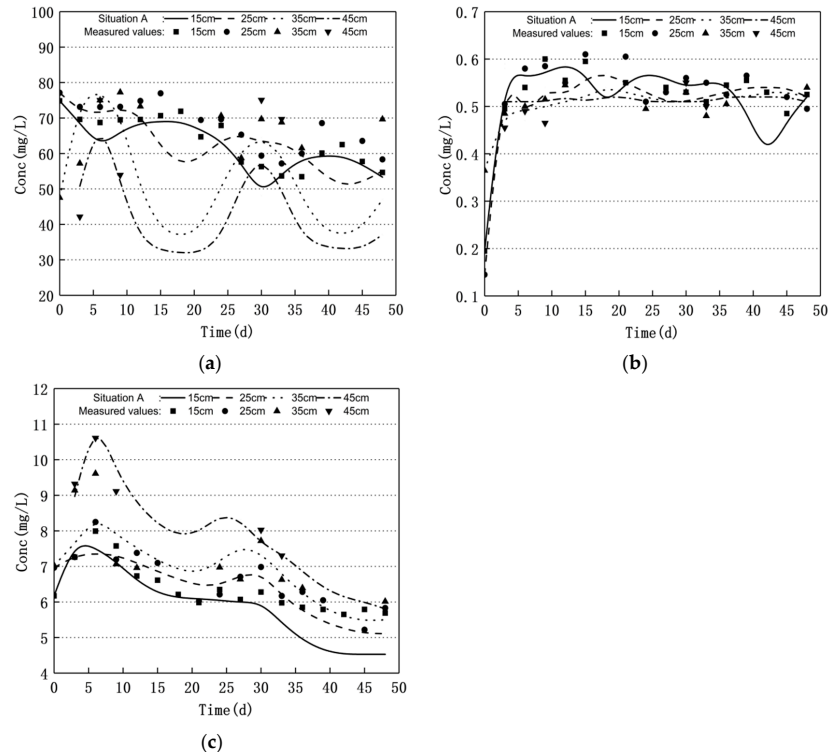 Situation A : 15cm 25cm 35cm 45cm
Measured values: 15cm 25cm 35cm 45cm
Conc(mg/L)
100
90
80
70
60
50
40
30
20
0 5 10 15 20 25 30 35 40 45 50
Time(d)
(a)
Situation A : 15cm 25cm 35cm 45cm
Measured values: 15cm 25cm 35cm 45cm
Conc(mg/L)
0.7
0.6
0.5
0.4
0.3
0.2
0.1
0 5 10 15 20 25 30 35 40 45 50
Time(d)
(b)
Situation A : 15cm 25cm 35cm 45cm
Measured values: 15cm 25cm 35cm 45cm
Conc(mg/L)
12
11
10
9
8
7
6
5
4
0 5 10 15 20 25 30 35 40 45 50
Time(d)
(c)